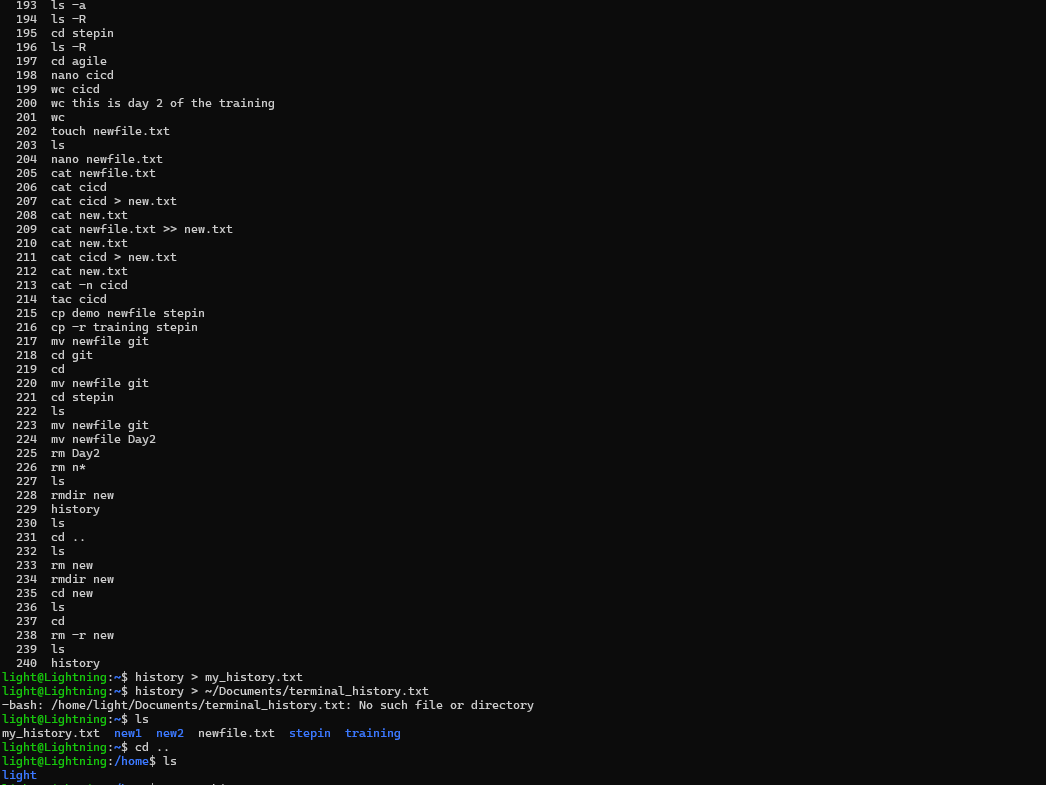 193 ls -a
194 ls -R
195 cd stepin
196 ls -R
197 cd agile
198 nano cicd
199 wc cicd
200 wc this is day 2 of the training
201 wc
202 touch newfile.txt
203 ls
204 nano newfile.txt
205 cat newfile.txt
206 cat cicd
207 cat cicd > new.txt
208 cat new.txt
209 cat newfile.txt >> new.txt
210 cat new.txt
211 cat cicd > new.txt
212 cat new.txt
213 cat -n cicd
214 tac cicd
215 cp demo newfile stepin
216 cp -r training stepin
217 mv newfile git
218 cd git
219 cd
220 mv newfile git
221 cd stepin
222 ls
223 mv newfile git
224 mv newfile Day2
225 rm Day2
226 rm n*
227 ls
228 rmdir new
229 history
230 ls
231 cd ..
232 ls
233 rm new
234 rmdir new
235 cd new
236 ls
237 cd
238 rm -r new
239 ls
240 history
light@Lightning:~$ history > my_history.txt
light@Lightning:~$ history > ~/Documents/terminal_history.txt
-bash: /home/light/Documents/terminal_history.txt: No such file or directory
light@Lightning:~$ ls
my_history.txt new1 new2 newfile.txt stepin training
light@Lightning:~$ cd ..
light@Lightning:/home$ ls
light